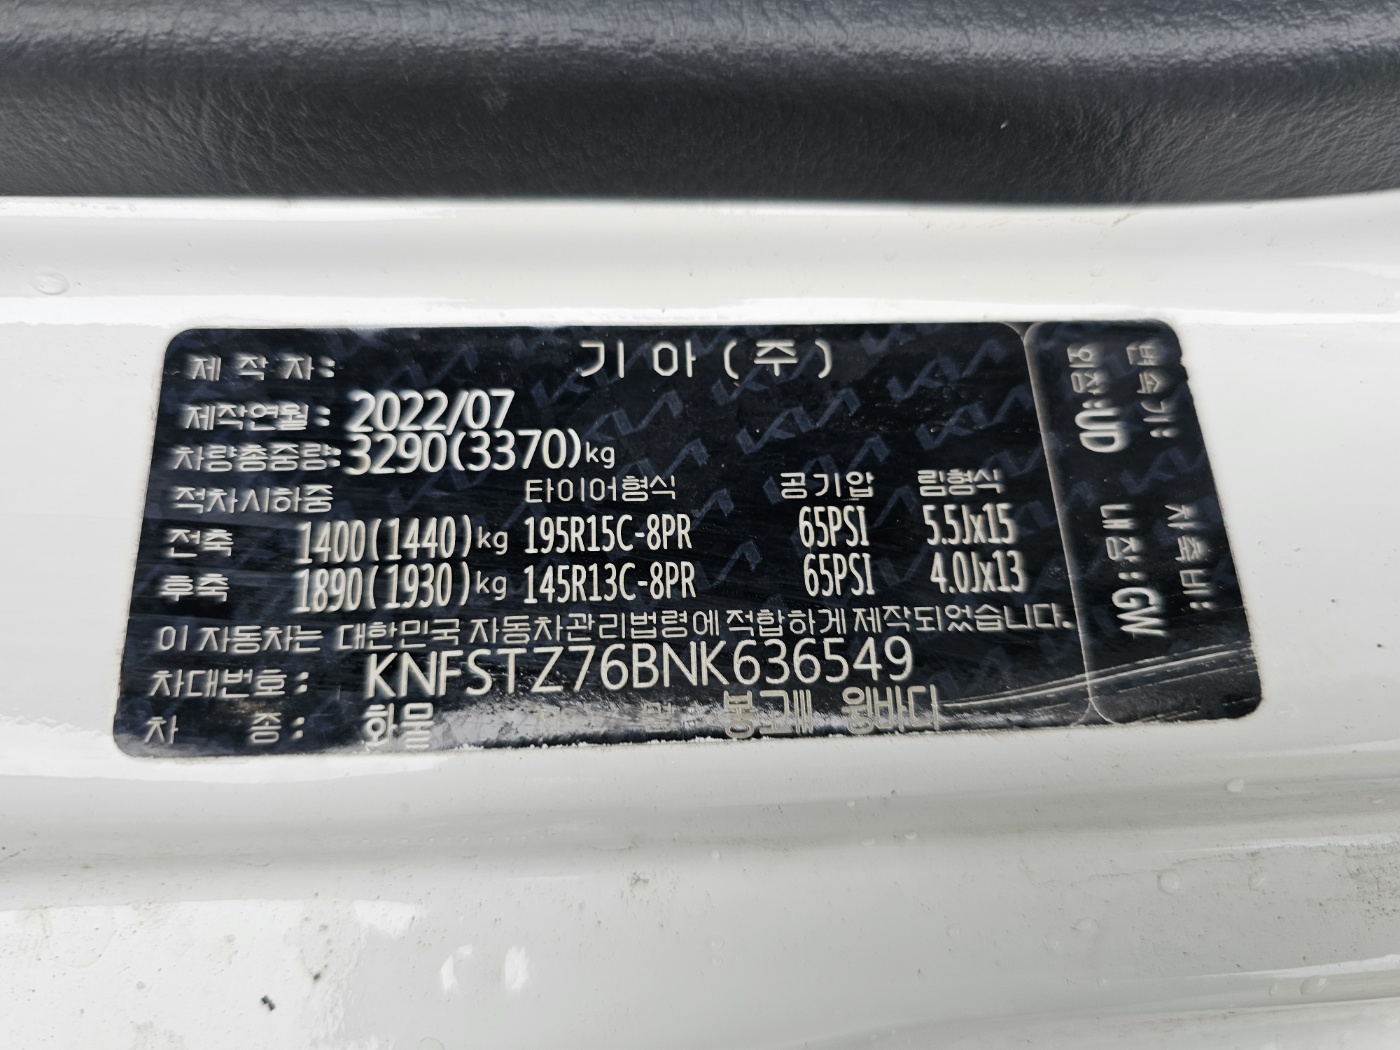 제 작 자: 기 아 ( 주 )
제작연월: 2022/07
차량총중량: 3290(3370)kg
적차시하중 타이어형식 공기압 림형식
전축 1400(1440)kg 195R15C-8PR 65PSI 5.5Jx15
후축 1890(1930)kg 145R13C-8PR 65PSI 4.0Jx13
이 자동차는 대한민국 자동차관리법령에 적합하게 제작되었습니다.
차대번호: KNFSTZ76BNK636549
차 종: 화물 봉고Ⅲ 윙바디
변속기: 차축비:
외장:UD 내장:GW